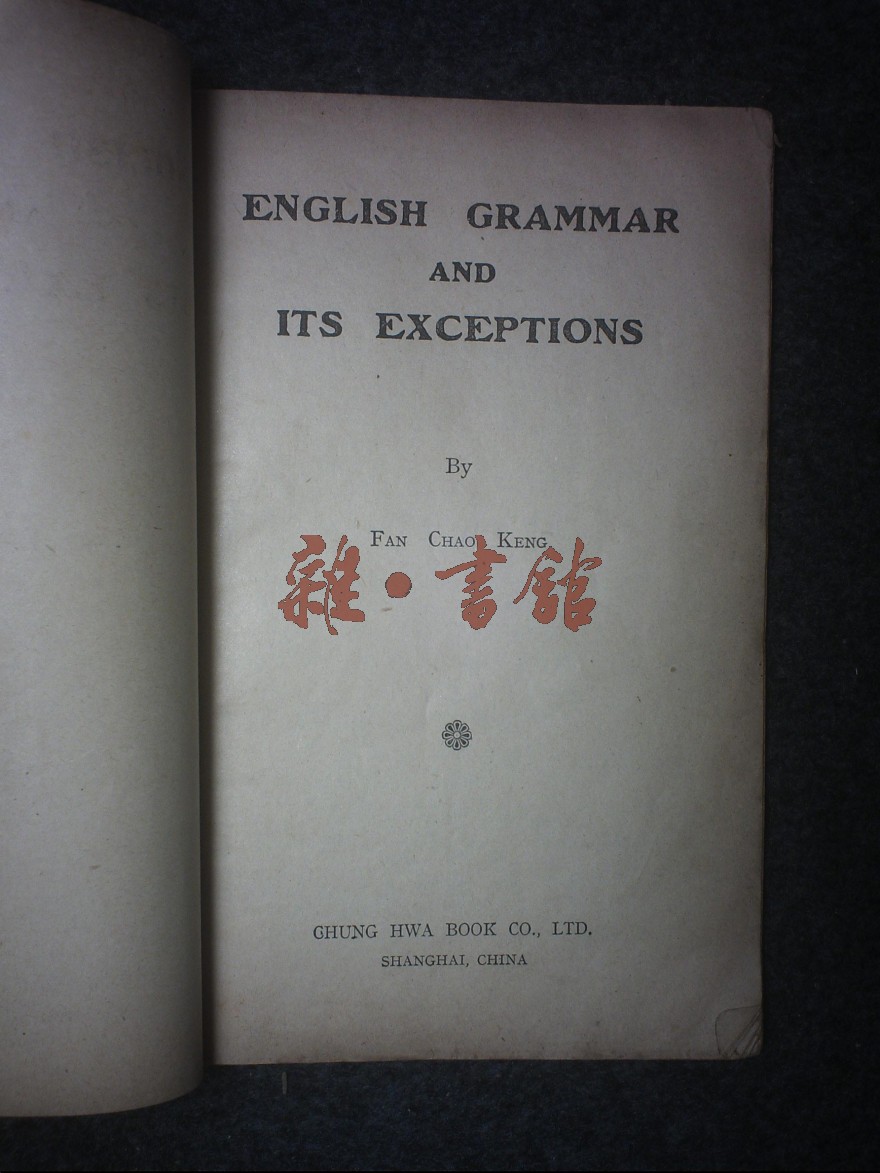 ENGLISH GRAMMAR
AND
ITS EXCEPTIONS
By
FAN CHAO KENG
雜·書館
CHUNG HWA BOOK CO., LTD.
SHANGHAI, CHINA